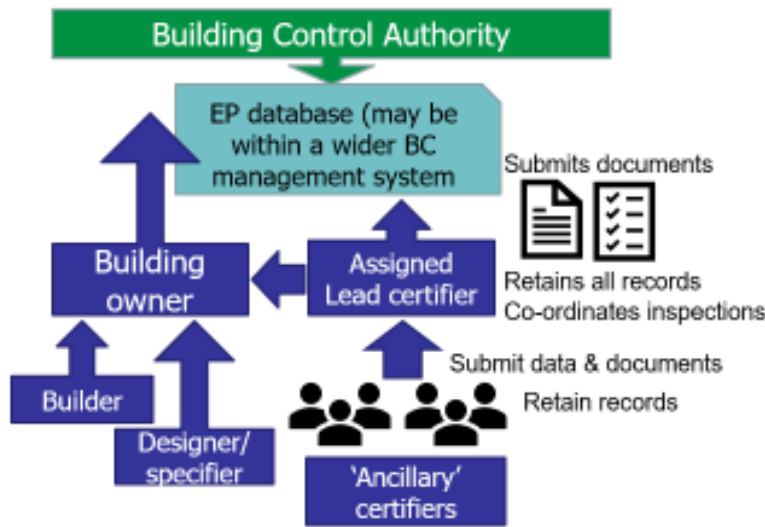 Building Control Authority
EP database (may be
within a wider BC
management system
Submits documents
Building
owner
Assigned
Lead certifier
Retains all records
Co-ordinates inspections
Submit data & documents
Retain records
Builder
Designer/
specifier
'Ancillary'
certifiers